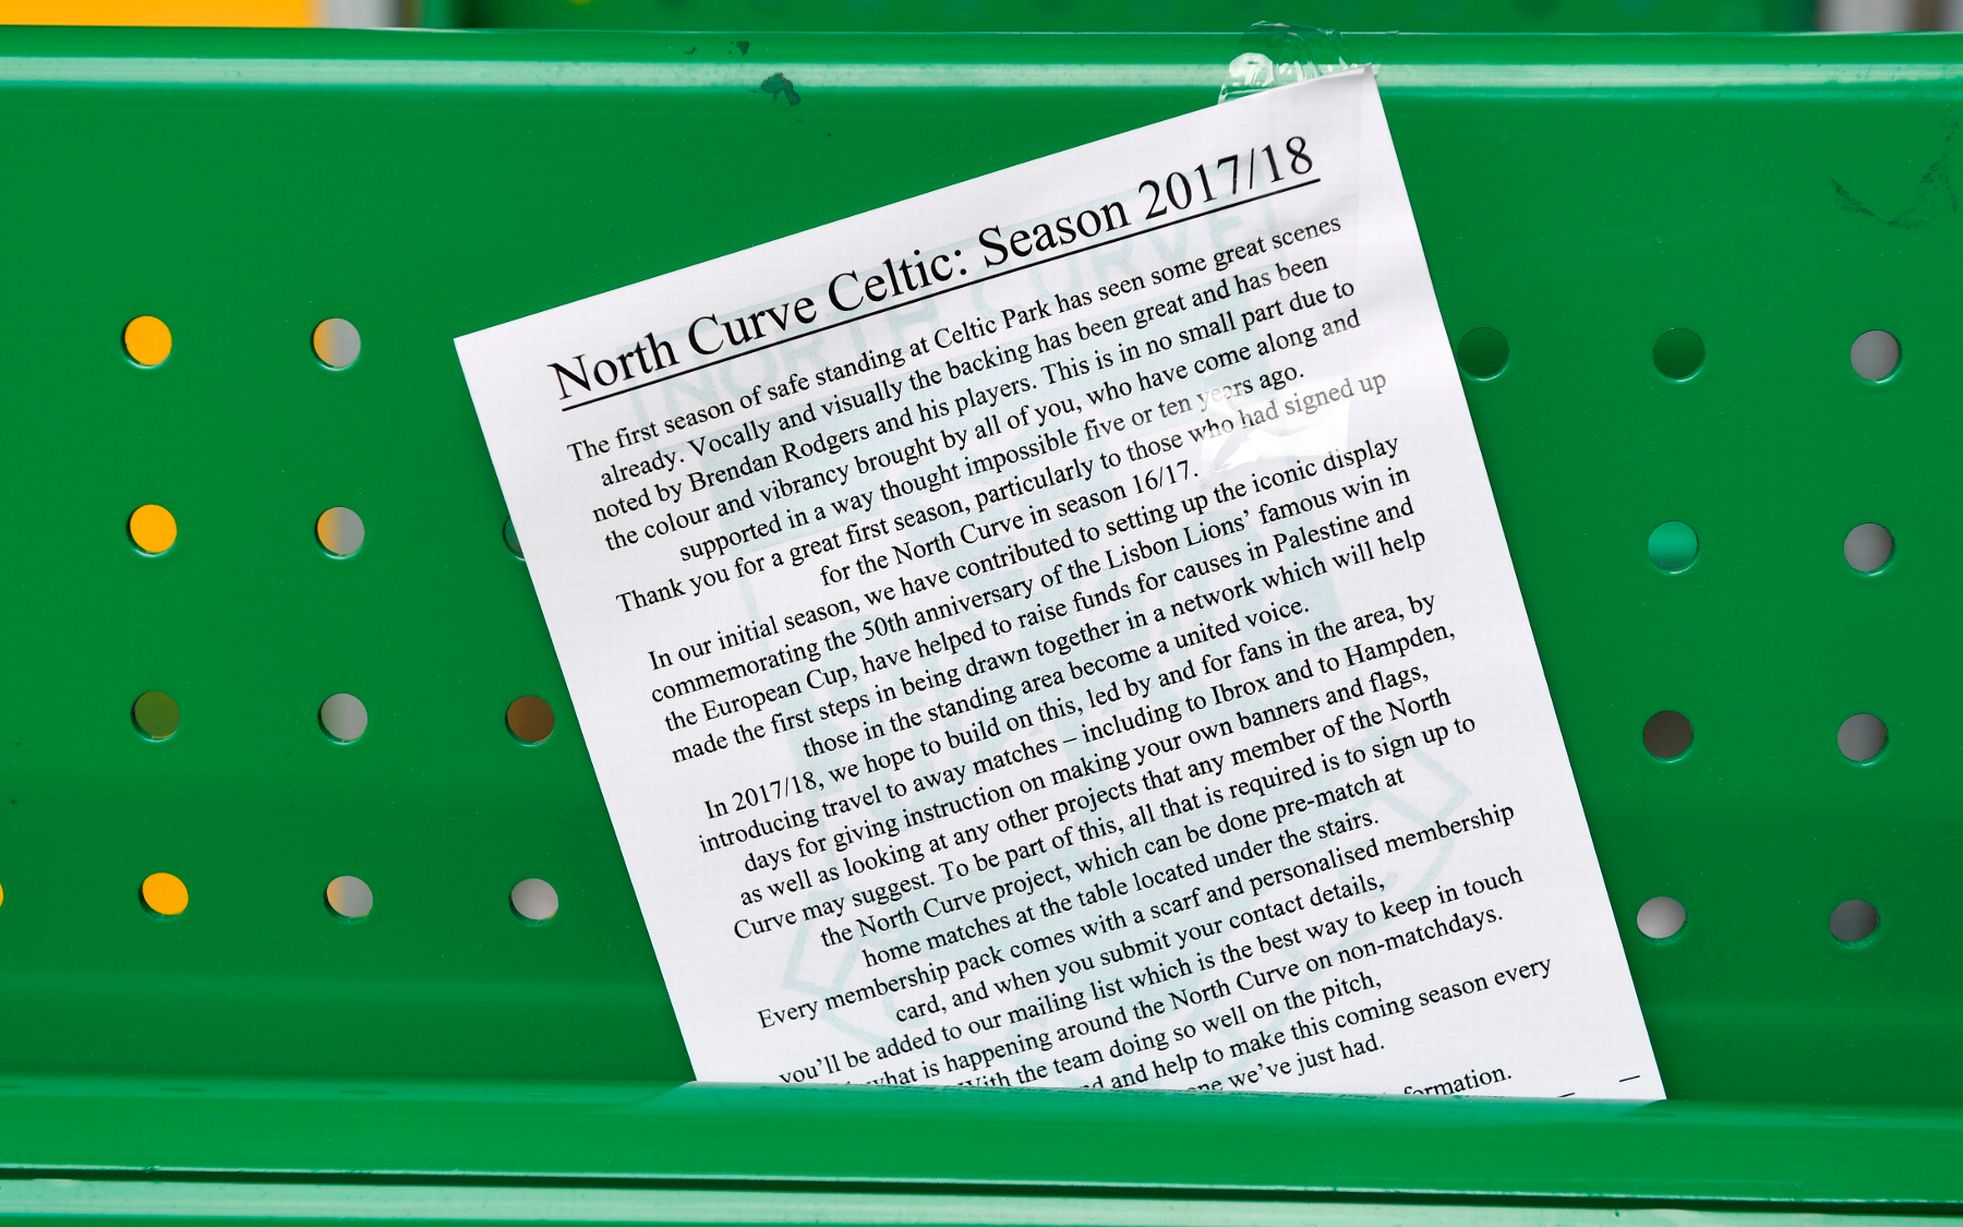 North Curve Celtic: Season 2017/18
The first season of safe standing at Celtic Park has seen some great scenes
already. Vocally and visually the backing has been great and has been
noted by Brendan Rodgers and his players. This is in no small part due to
the colour and vibrancy brought by all of you, who have come along and
supported in a way thought impossible five or ten years ago.
Thank you for a great first season, particularly to those who had signed up
for the North Curve in season 16/17.
In our initial season, we have contributed to setting up the iconic display
commemorating the 50th anniversary of the Lisbon Lions’ famous win in
the European Cup, have helped to raise funds for causes in Palestine and
made the first steps in being drawn together in a network which will help
those in the standing area become a united voice.
In 2017/18, we hope to build on this, led by and for fans in the area, by
introducing travel to away matches – including to Ibrox and to Hampden,
days for giving instruction on making your own banners and flags,
as well as looking at any other projects that any member of the North
Curve may suggest. To be part of this, all that is required is to sign up to
the North Curve project, which can be done pre-match at
home matches at the table located under the stairs.
Every membership pack comes with a scarf and personalised membership
card, and when you submit your contact details,
you’ll be added to our mailing list which is the best way to keep in touch
what is happening around the North Curve on non-matchdays.
With the team doing so well on the pitch,
and help to make this coming season every
we’ve just had.
NORTH CURVE